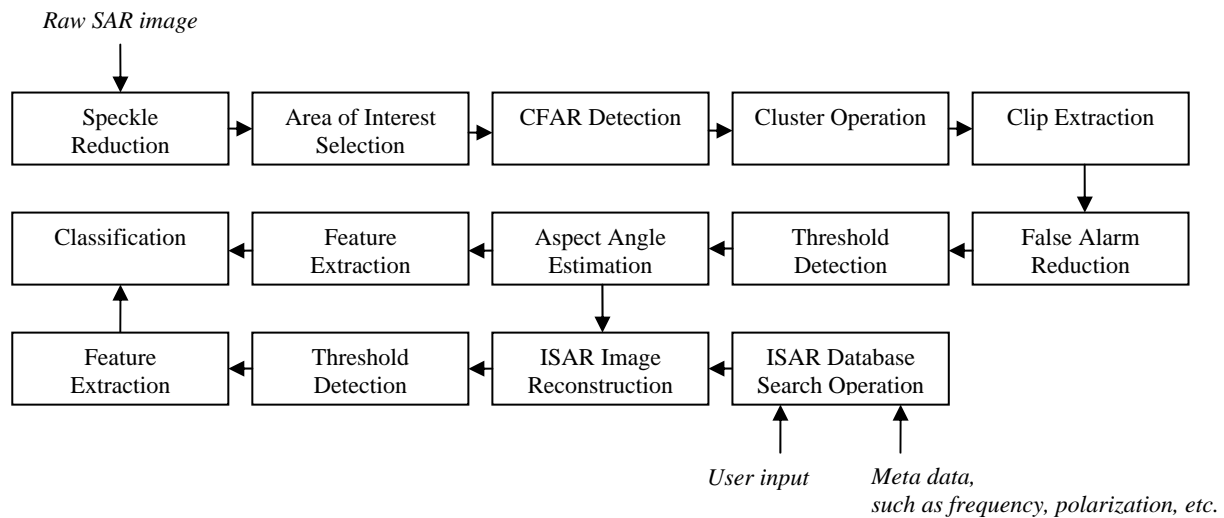 Raw SAR image
Speckle
Reduction
Area of Interest
Selection
CFAR Detection
Cluster Operation
Clip Extraction
Classification
Feature
Extraction
Aspect Angle
Estimation
Threshold
Detection
False Alarm
Reduction
Feature
Extraction
Threshold
Detection
ISAR Image
Reconstruction
ISAR Database
Search Operation
User input
Meta data,
such as frequency, polarization, etc.